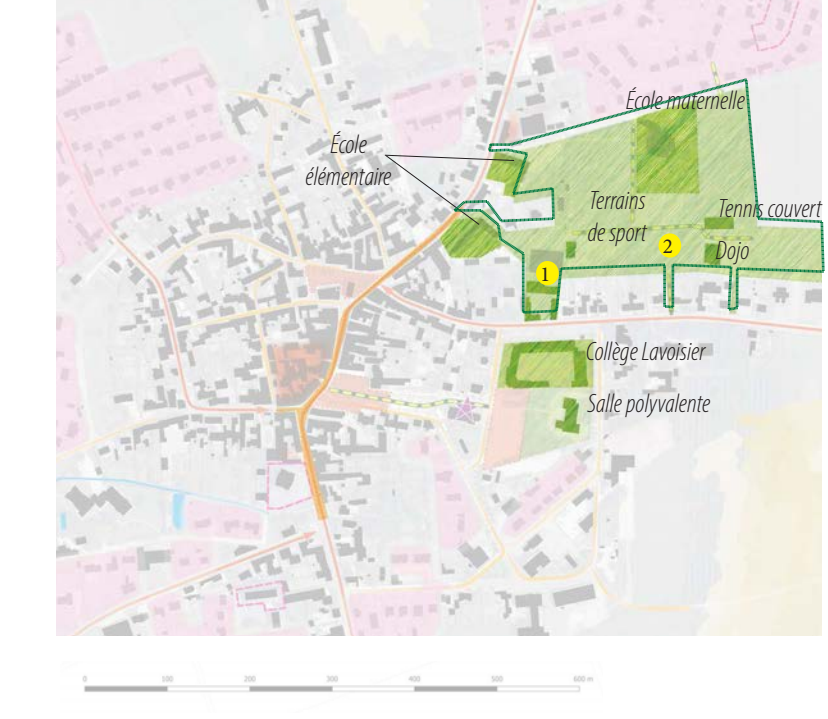 École maternelle
École
élémentaire
Terrains
de sport
Tennis couvert
2
Dojo
1
Collège Lavoisier
Salle polyvalente
0 100 200 300 400 500 600 m